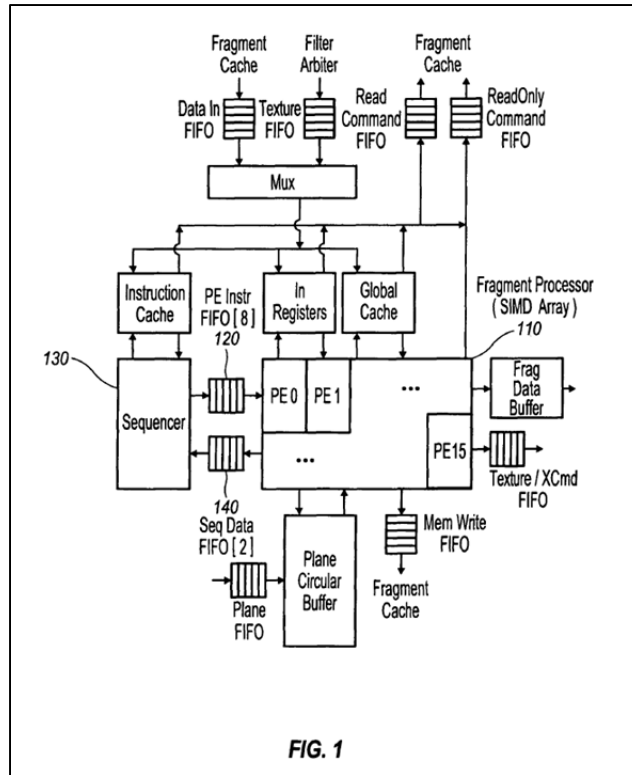 Fragment
Cache
Filter
Arbiter
Fragment
Cache
Data In
FIFO
Texture
FIFO
Read
Command
FIFO
ReadOnly
Command
FIFO
Mux
Instruction
Cache
PE Instr
FIFO [ 8 ]
120
In
Registers
Global
Cache
Fragment Processor
( SIMD Array )
110
130
Sequencer
PE 0
PE 1
...
Frag
Data
Buffer
...
PE15
Texture / XCmd
FIFO
140
Seq Data
FIFO [ 2 ]
Plane
FIFO
Plane
Circular
Buffer
Mem Write
FIFO
Fragment
Cache
FIG. 1